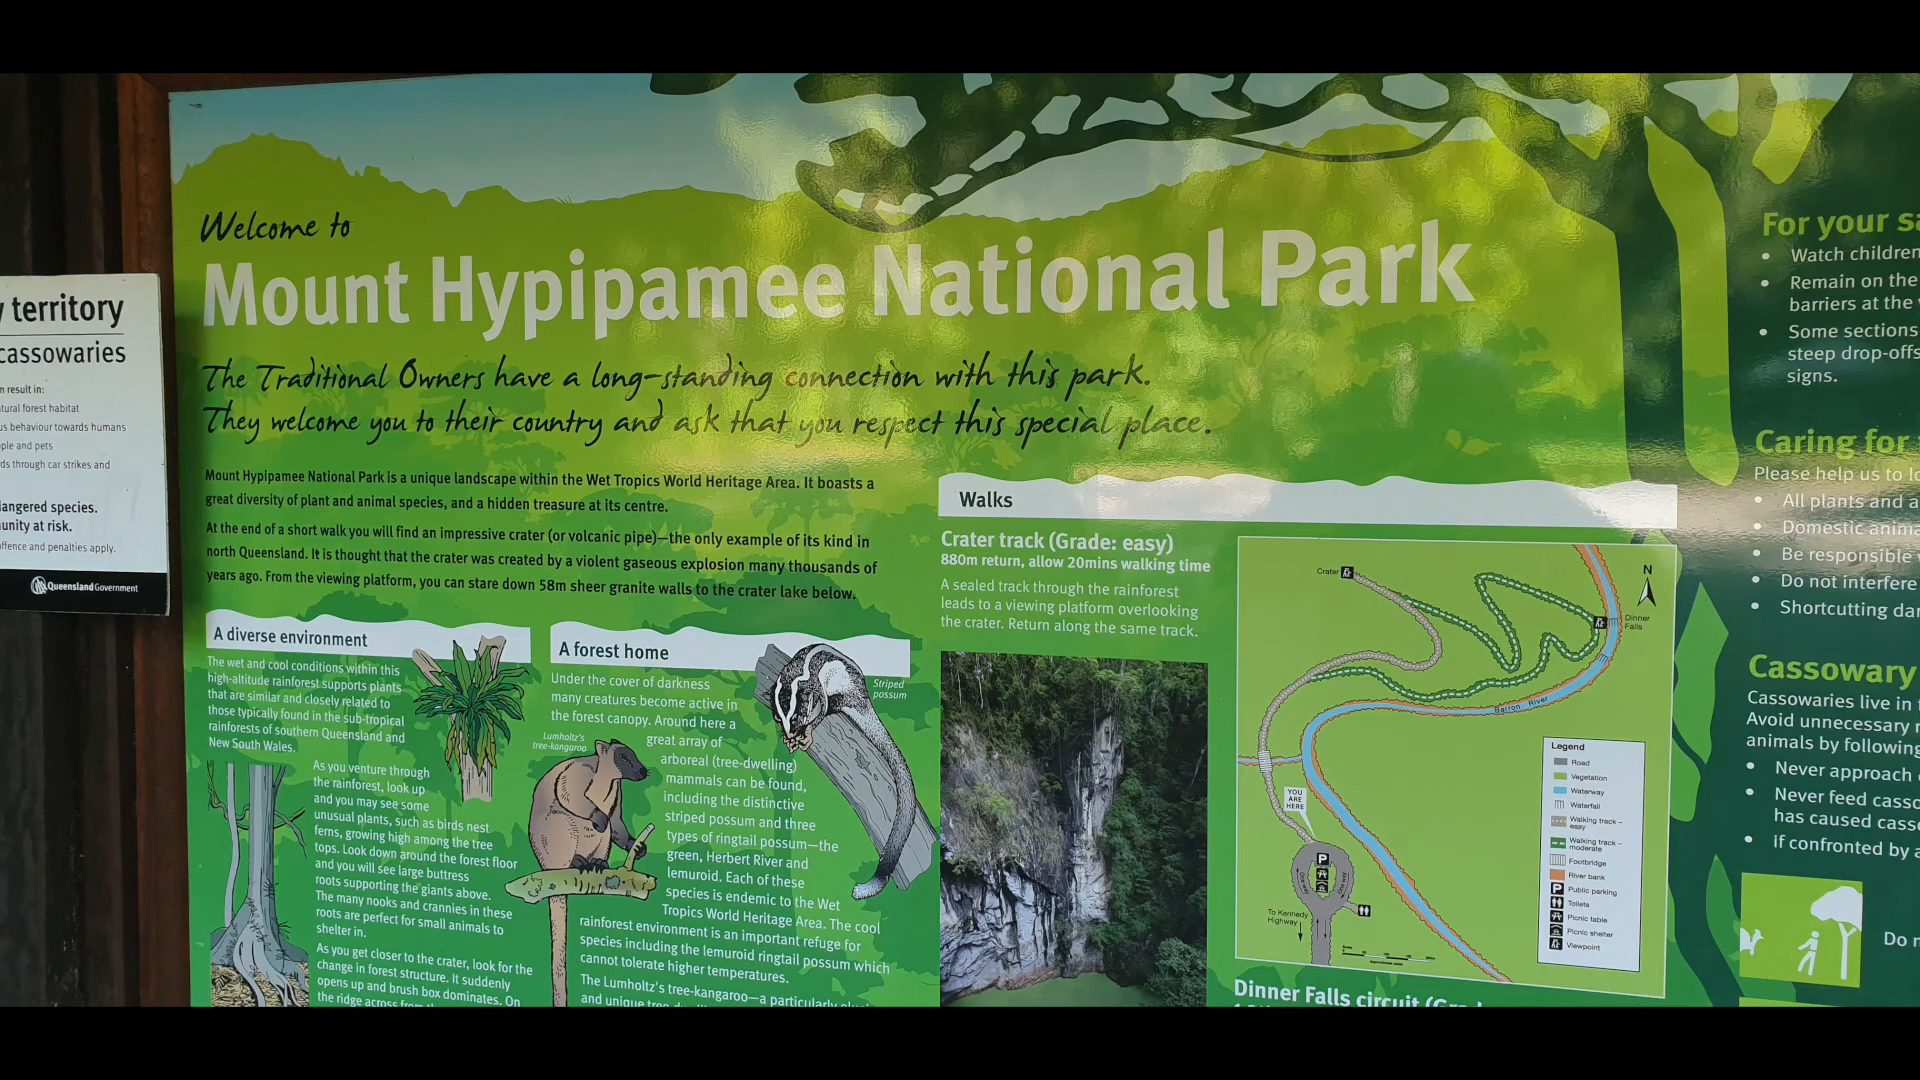 y territory
cassowaries
n result in:
tural forest habitat
us behaviour towards humans
ple and pets
ds through car strikes and
dangered species.
unity at risk.
ffence and penalties apply.
Queensland Government
Welcome to
Mount Hypipamee National Park
The Traditional Owners have a long-standing connection with this park.
They welcome you to their country and ask that you respect this special place.
Mount Hypipamee National Park is a unique landscape within the Wet Tropics World Heritage Area. It boasts a
great diversity of plant and animal species, and a hidden treasure at its centre.
At the end of a short walk you will find an impressive crater (or volcanic pipe)—the only example of its kind in
north Queensland. It is thought that the crater was created by a violent gaseous explosion many thousands of
years ago. From the viewing platform, you can stare down 58m sheer granite walls to the crater lake below.
A diverse environment
The wet and cool conditions within this
high-altitude rainforest supports plants
that are similar and closely related to
those typically found in the sub-tropical
rainforests of southern Queensland and
New South Wales.
As you venture through
the rainforest, look up
and you may see some
unusual plants, such as birds nest
ferns, growing high among the tree
tops. Look down around the forest floor
and you will see large buttress
roots supporting the giants above.
The many nooks and crannies in these
roots are perfect for small animals to
shelter in.
As you get closer to the crater, look for the
change in forest structure. It suddenly
opens up and brush box dominates. On
the ridge across from
A forest home
Under the cover of darkness
many creatures become active in
the forest canopy. Around here a
great array of
arboreal (tree-dwelling)
mammals can be found,
including the distinctive
striped possum and three
types of ringtail possum—the
green, Herbert River and
lemuroid. Each of these
species is endemic to the Wet
Tropics World Heritage Area. The cool
rainforest environment is an important refuge for
species including the lemuroid ringtail possum which
cannot tolerate higher temperatures.
The Lumholtz's tree-kangaroo—a particularly
and unique
Striped
possum
Lumholtz's
tree-kangaroo
Walks
Crater track (Grade: easy)
880m return, allow 20mins walking time
A sealed track through the rainforest
leads to a viewing platform overlooking
the crater. Return along the same track.
Crater
N
Dinner
Falls
Barron River
YOU
ARE
HERE
P
To Kennedy
Highway
Legend
Road
Vegetation
Waterway
Waterfall
Walking track –
easy
Walking track –
moderate
Footbridge
River bank
P Public parking
Toilets
Picnic table
Picnic shelter
Viewpoint
Dinner Falls circuit
For your sa
Watch children
Remain on the
barriers at the
Some sections
steep drop-offs
signs.
Caring for
Please help us to lo
All plants and a
Domestic anima
Be responsible
Do not interfere
Shortcutting da
Cassowary
Cassowaries live in
Avoid unnecessary
animals by following
Never approach
Never feed casso
has caused casso
If confronted by a
Do n